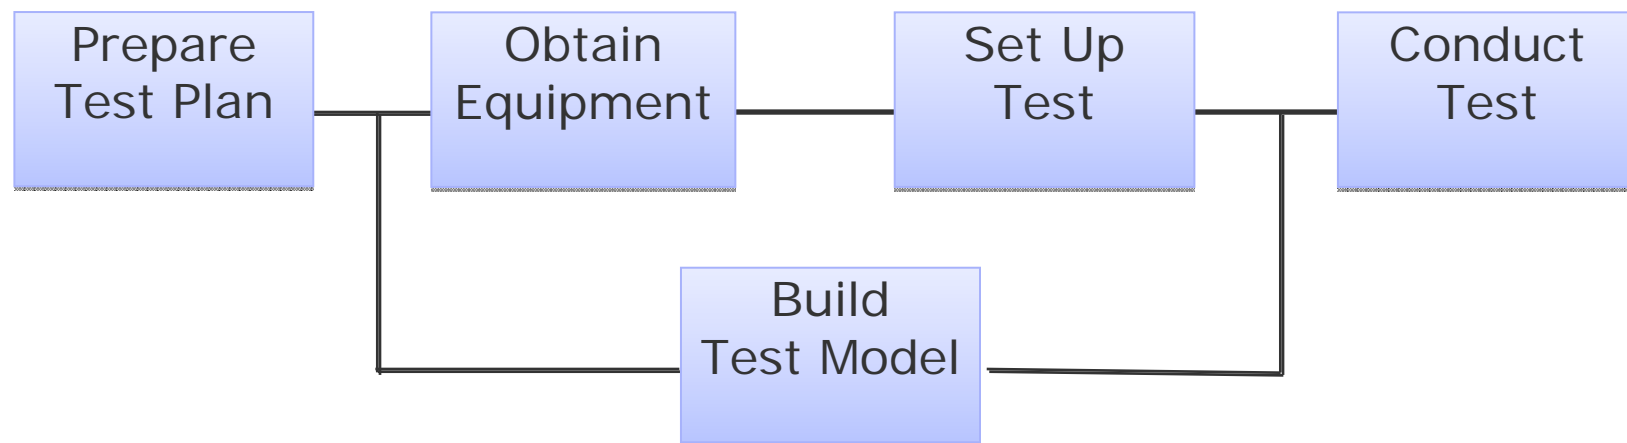 Prepare
Test Plan
Obtain
Equipment
Set Up
Test
Conduct
Test
Build
Test Model